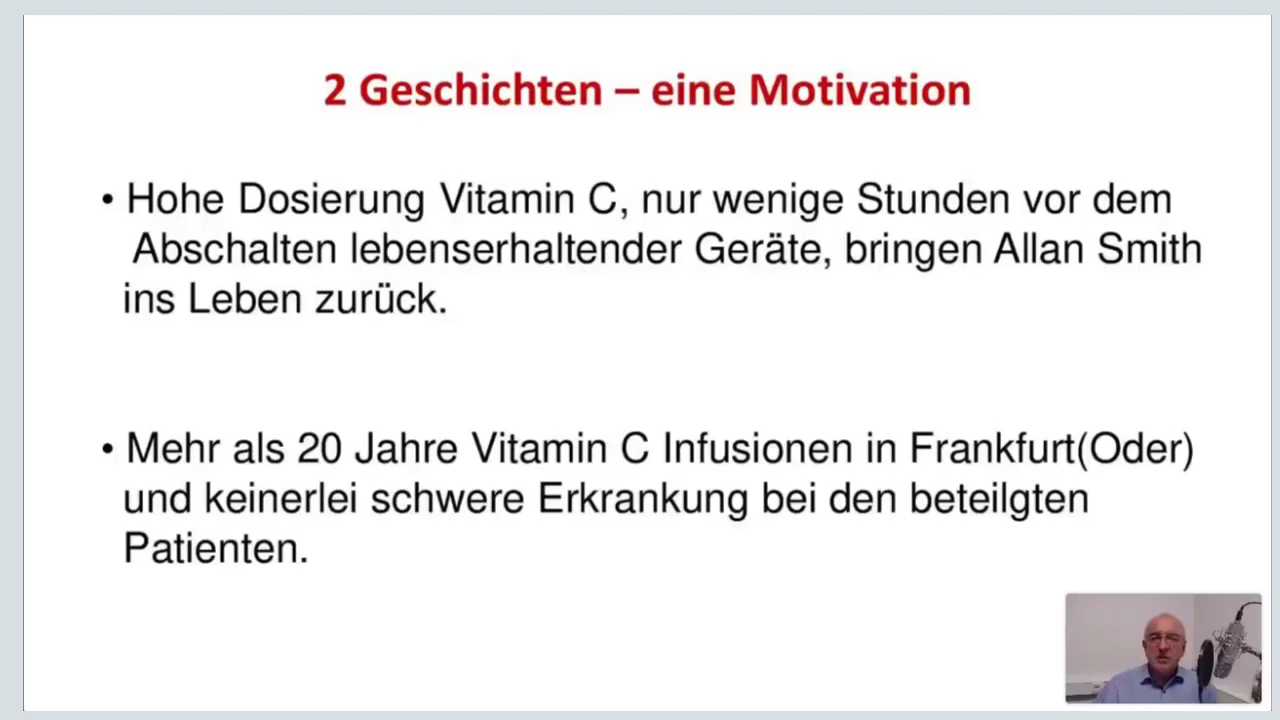 2 Geschichten – eine Motivation
• Hohe Dosierung Vitamin C, nur wenige Stunden vor dem
Abschalten lebenserhaltender Geräte, bringen Allan Smith
ins Leben zurück.
• Mehr als 20 Jahre Vitamin C Infusionen in Frankfurt(Oder)
und keinerlei schwere Erkrankung bei den beteilgten
Patienten.